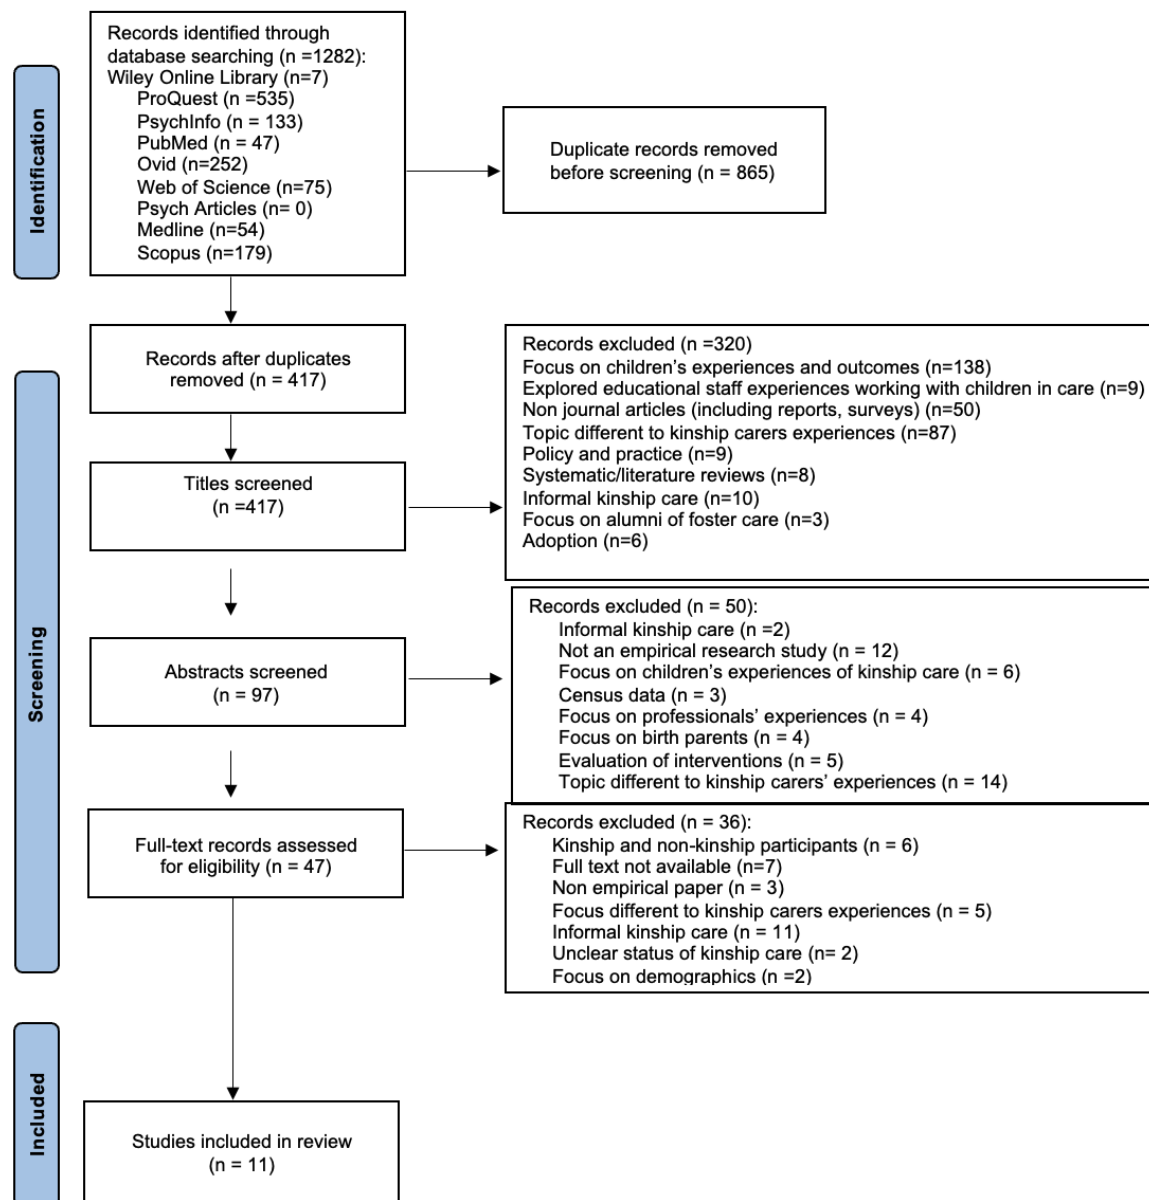 Identification
Records identified through
database searching (n =1282):
Wiley Online Library (n=7)
ProQuest (n =535)
PsychInfo (n = 133)
PubMed (n = 47)
Ovid (n=252)
Web of Science (n=75)
Psych Articles (n= 0)
Medline (n=54)
Scopus (n=179)
Duplicate records removed
before screening (n = 865)
Screening
Records after duplicates
removed (n = 417)
Titles screened
(n =417)
Records excluded (n =320)
Focus on children’s experiences and outcomes (n=138)
Explored educational staff experiences working with children in care (n=9)
Non journal articles (including reports, surveys) (n=50)
Topic different to kinship carers experiences (n=87)
Policy and practice (n=9)
Systematic/literature reviews (n=8)
Informal kinship care (n=10)
Focus on alumni of foster care (n=3)
Adoption (n=6)
Abstracts screened
(n = 97)
Records excluded (n = 50):
Informal kinship care (n =2)
Not an empirical research study (n = 12)
Focus on children’s experiences of kinship care (n = 6)
Census data (n = 3)
Focus on professionals’ experiences (n = 4)
Focus on birth parents (n = 4)
Evaluation of interventions (n = 5)
Topic different to kinship carers’ experiences (n = 14)
Full-text records assessed
for eligibility (n = 47)
Records excluded (n = 36):
Kinship and non-kinship participants (n = 6)
Full text not available (n=7)
Non empirical paper (n = 3)
Focus different to kinship carers experiences (n = 5)
Informal kinship care (n = 11)
Unclear status of kinship care (n= 2)
Focus on demographics (n =2)
Included
Studies included in review
(n = 11)